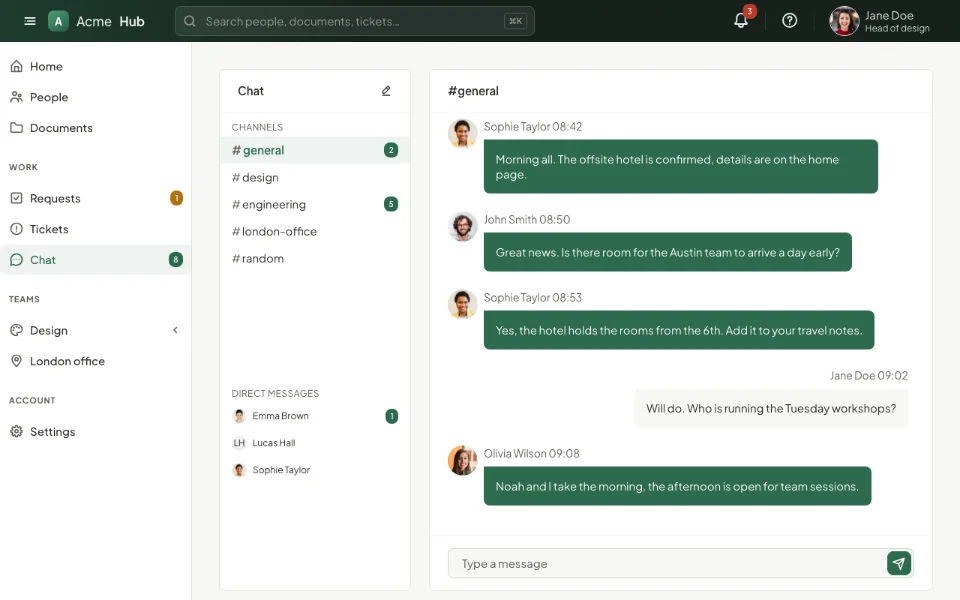 A Acme Hub
Search people, documents, tickets...
⌘K
3
Jane Doe
Head of design
Home
People
Documents
WORK
Requests 1
Tickets
Chat 8
TEAMS
Design
London office
ACCOUNT
Settings
Chat
CHANNELS
# general 2
# design
# engineering 5
# london-office
# random
DIRECT MESSAGES
Emma Brown 1
LH Lucas Hall
Sophie Taylor
#general
Sophie Taylor 08:42
Morning all. The offsite hotel is confirmed, details are on the home
page.
John Smith 08:50
Great news. Is there room for the Austin team to arrive a day early?
Sophie Taylor 08:53
Yes, the hotel holds the rooms from the 6th. Add it to your travel notes.
Jane Doe 09:02
Will do. Who is running the Tuesday workshops?
Olivia Wilson 09:08
Noah and I take the morning, the afternoon is open for team sessions.
Type a message